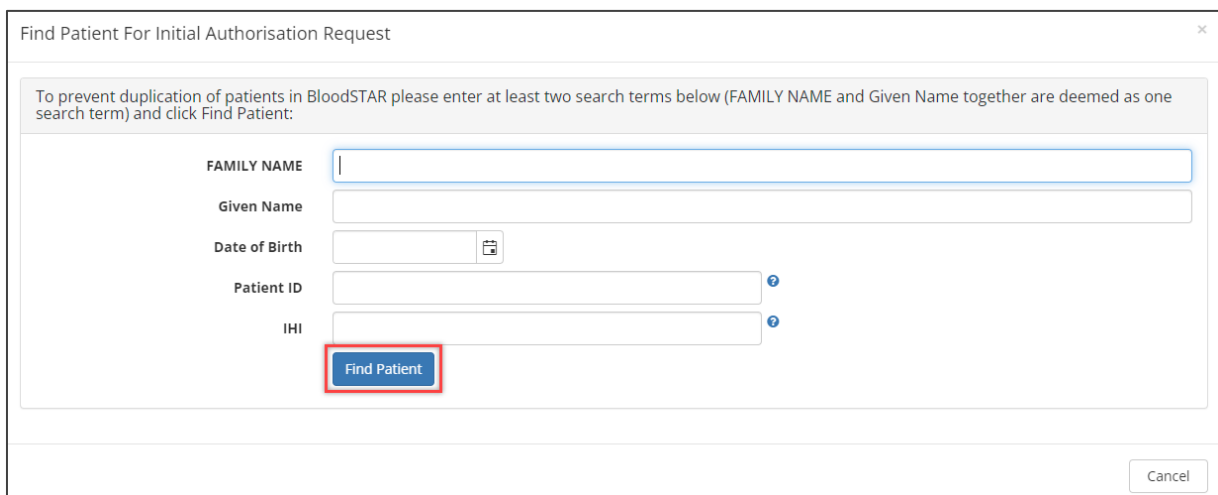 Find Patient For Initial Authorisation Request
×
To prevent duplication of patients in BloodSTAR please enter at least two search terms below (FAMILY NAME and Given Name together are deemed as one
search term) and click Find Patient:
FAMILY NAME
Given Name
Date of Birth
Patient ID
?
IHI
?
Find Patient
Cancel